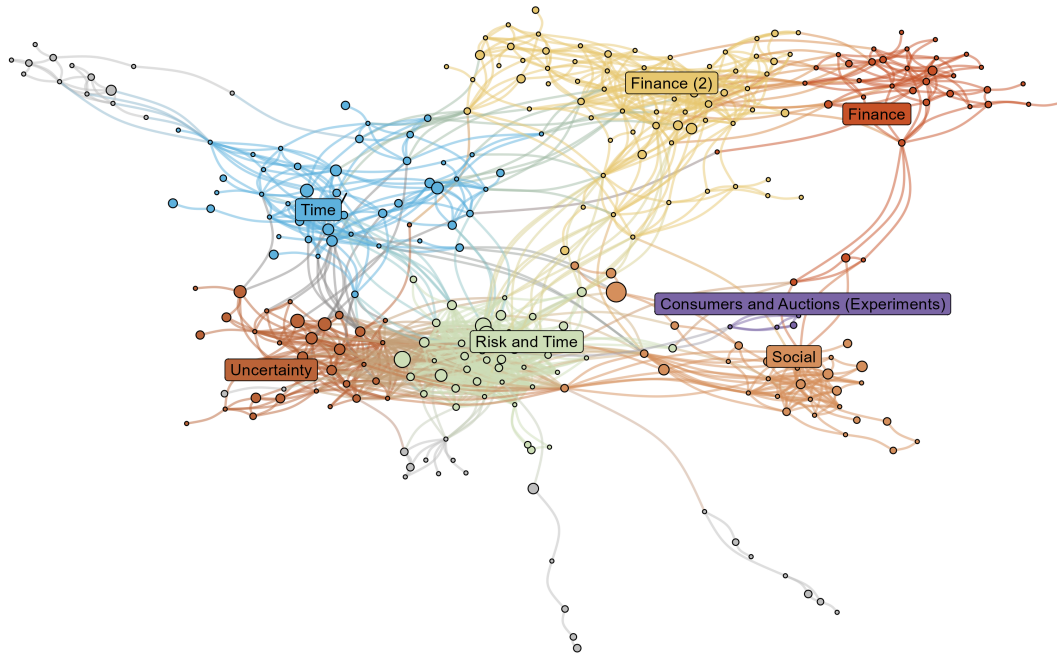 Finance (2)
Finance
Time
Consumers and Auctions (Experiments)
Risk and Time
Social
Uncertainty